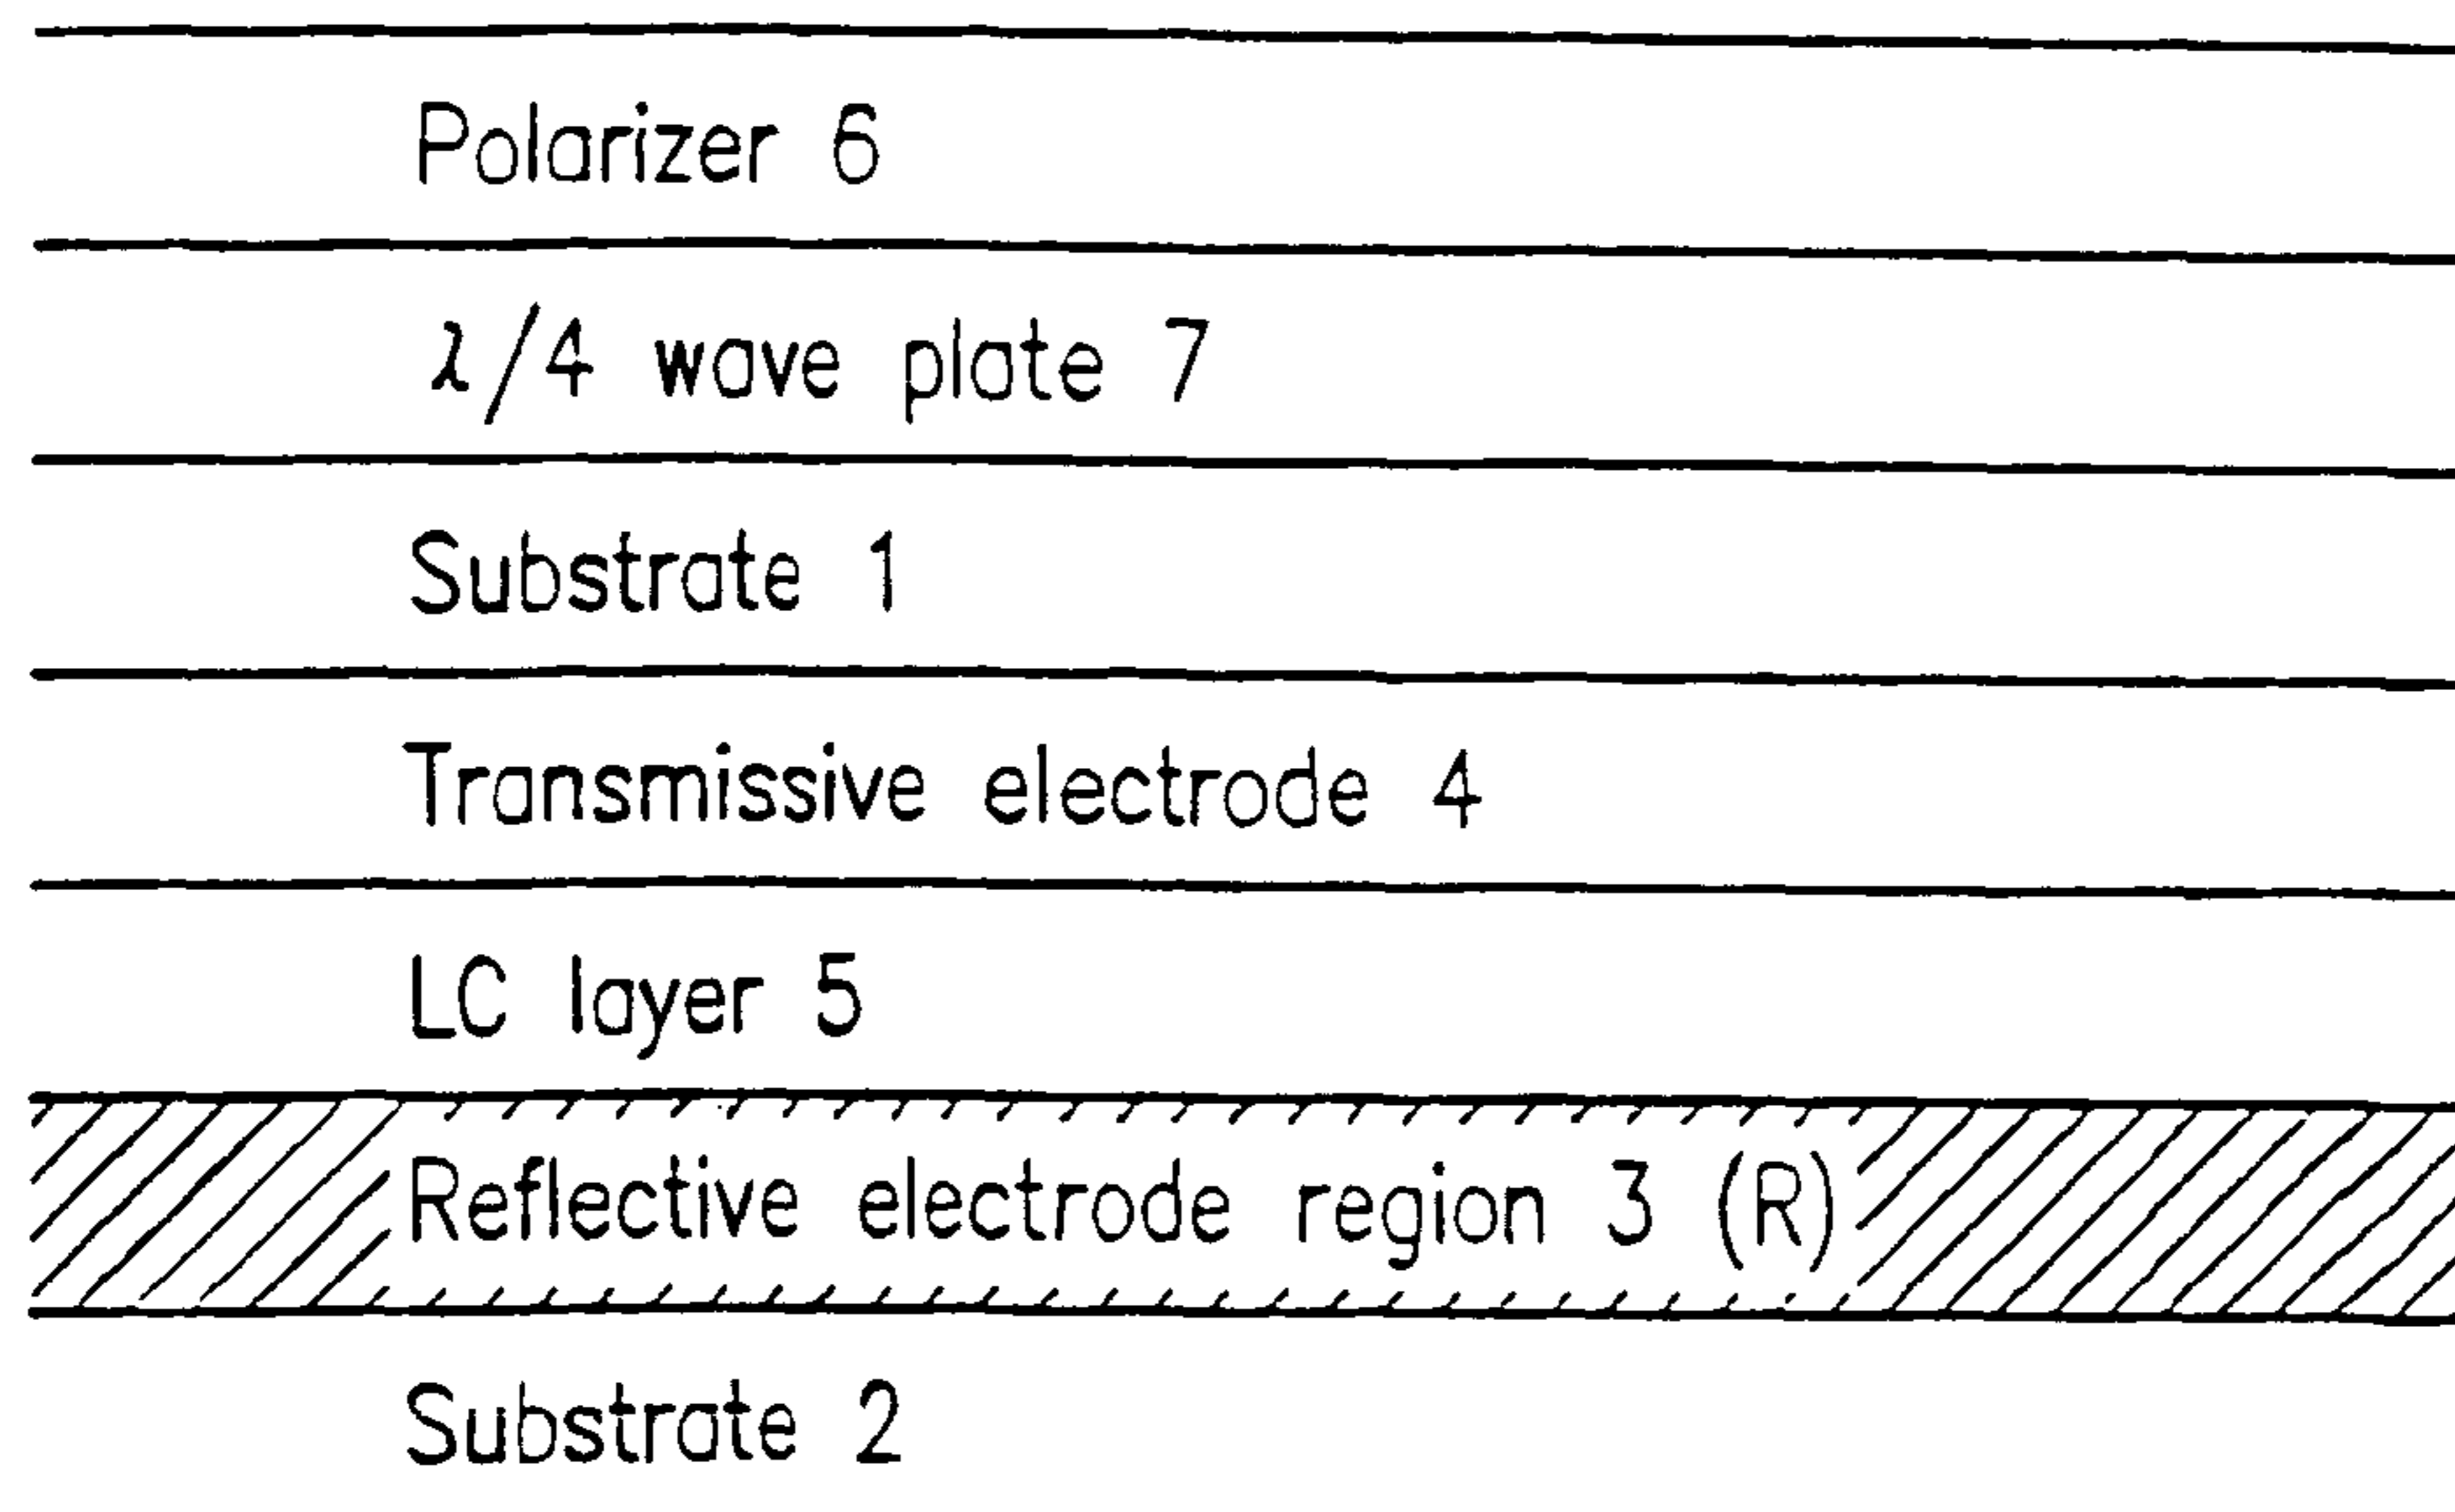 Polarizer 6
λ/4 wave plate 7
Substrate 1
Transmissive electrode 4
LC layer 5
Reflective electrode region 3 (R)
Substrate 2